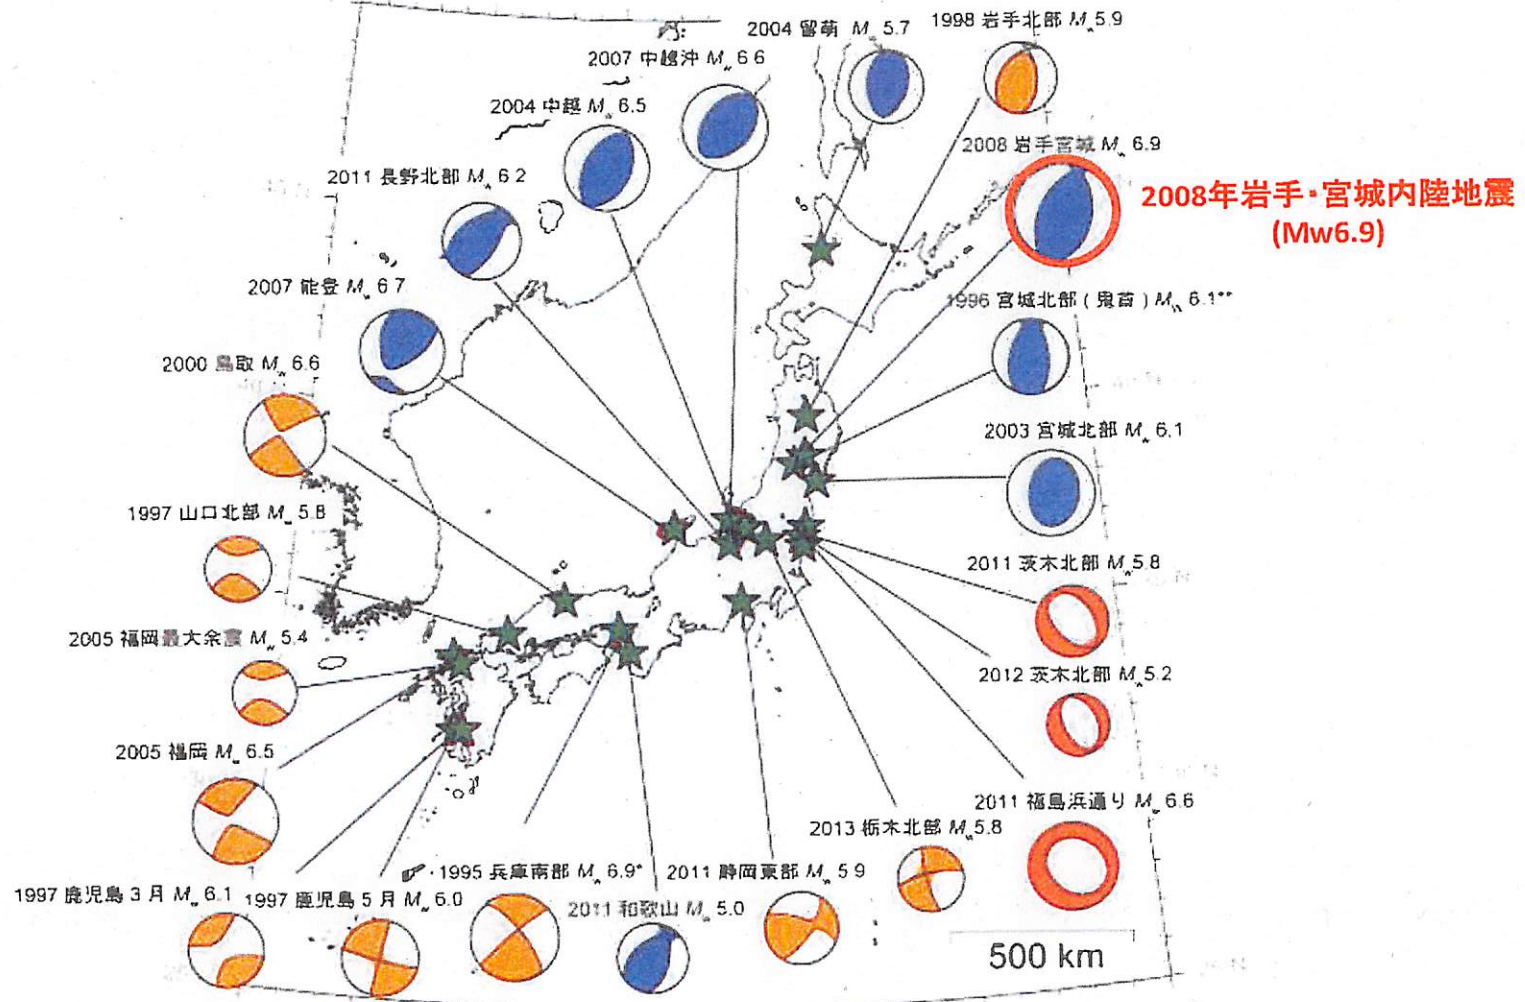 2004 留萌 Mw 5.7
1998 岩手北部 Mw 5.9
2007 中越沖 Mw 6.6
2004 中越 Mw 6.5
2008 岩手宮城 Mw 6.9
2011 長野北部 Mw 6.2
2008年岩手・宮城内陸地震
(Mw6.9)
2007 能登 Mw 6.7
1996 宮城北部(鬼首)Mw 6.1**
2000 鳥取 Mw 6.6
2003 宮城北部 Mw 6.1
1997 山口北部 Mw 5.8
2011 茨木北部 Mw 5.8
2005 福岡最大余震 Mw 5.4
2012 茨木北部 Mw 5.2
2005 福岡 Mw 6.5
2011 福島浜通り Mw 6.6
2013 栃木北部 Mw 5.8
1995 兵庫南部 Mw 6.9*
2011 静岡東部 Mw 5.9
1997 鹿児島 3 月 Mw 6.1
1997 鹿児島 5 月 Mw 6.0
2011 和歌山 Mw 5.0
500 km